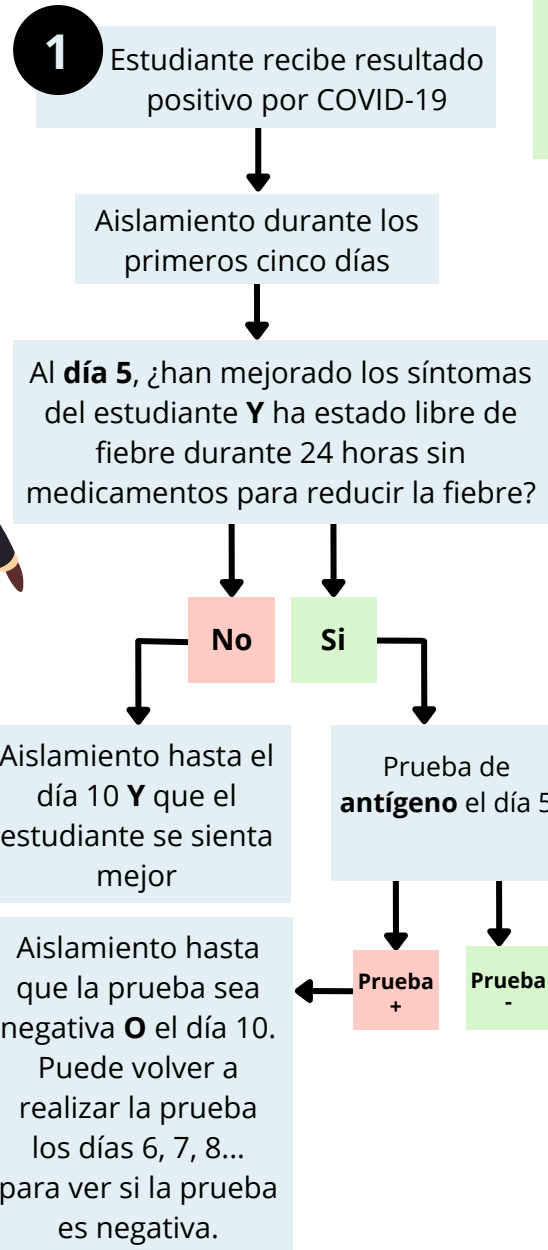 1
Estudiante recibe resultado
positivo por COVID-19
Aislamiento durante los
primeros cinco días
Al día 5, ¿han mejorado los síntomas
del estudiante Y ha estado libre de
fiebre durante 24 horas sin
medicamentos para reducir la fiebre?
No
Si
Aislamiento hasta el
día 10 Y que el
estudiante se sienta
mejor
Prueba de
antígeno el día 5
Prueba
+
Prueba
-
Aislamiento hasta
que la prueba sea
negativa O el día 10.
Puede volver a
realizar la prueba
los días 6, 7, 8...
para ver si la prueba
es negativa.